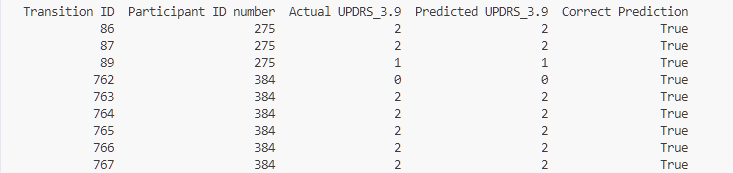 Transition ID  Participant ID number  Actual UPDRS_3.9  Predicted UPDRS_3.9  Correct Prediction
86  275  2  2  True
87  275  2  2  True
89  275  1  1  True
762  384  0  0  True
763  384  2  2  True
764  384  2  2  True
765  384  2  2  True
766  384  2  2  True
767  384  2  2  True